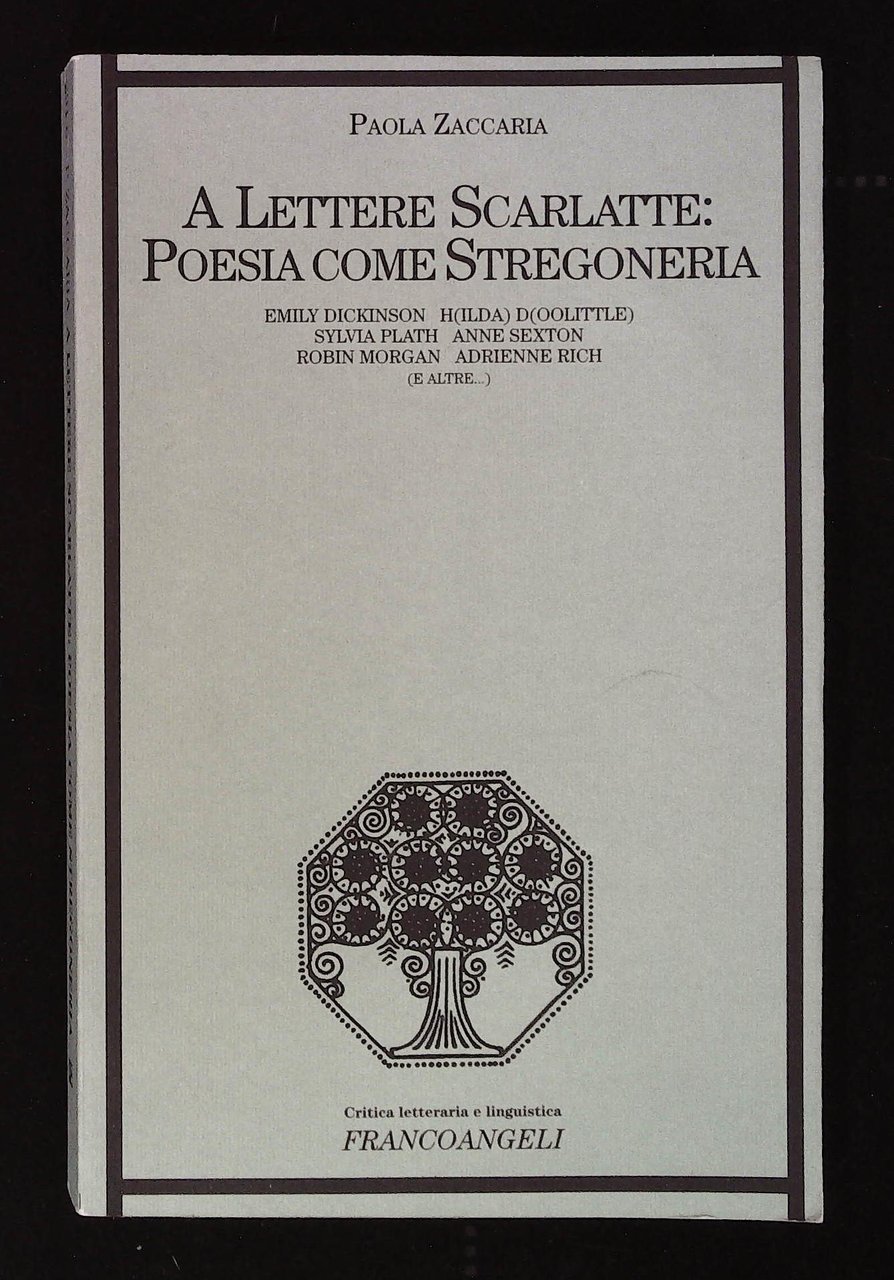 PAOLA ZACCARIA
A LETTERE SCARLATTE:
POESIA COME STREGONERIA
EMILY DICKINSON H(ILDA) D(OOLITTLE)
SYLVIA PLATH ANNE SEXTON
ROBIN MORGAN ADRIENNE RICH
(E ALTRE...)
Critica letteraria e linguistica
FRANCOANGELI